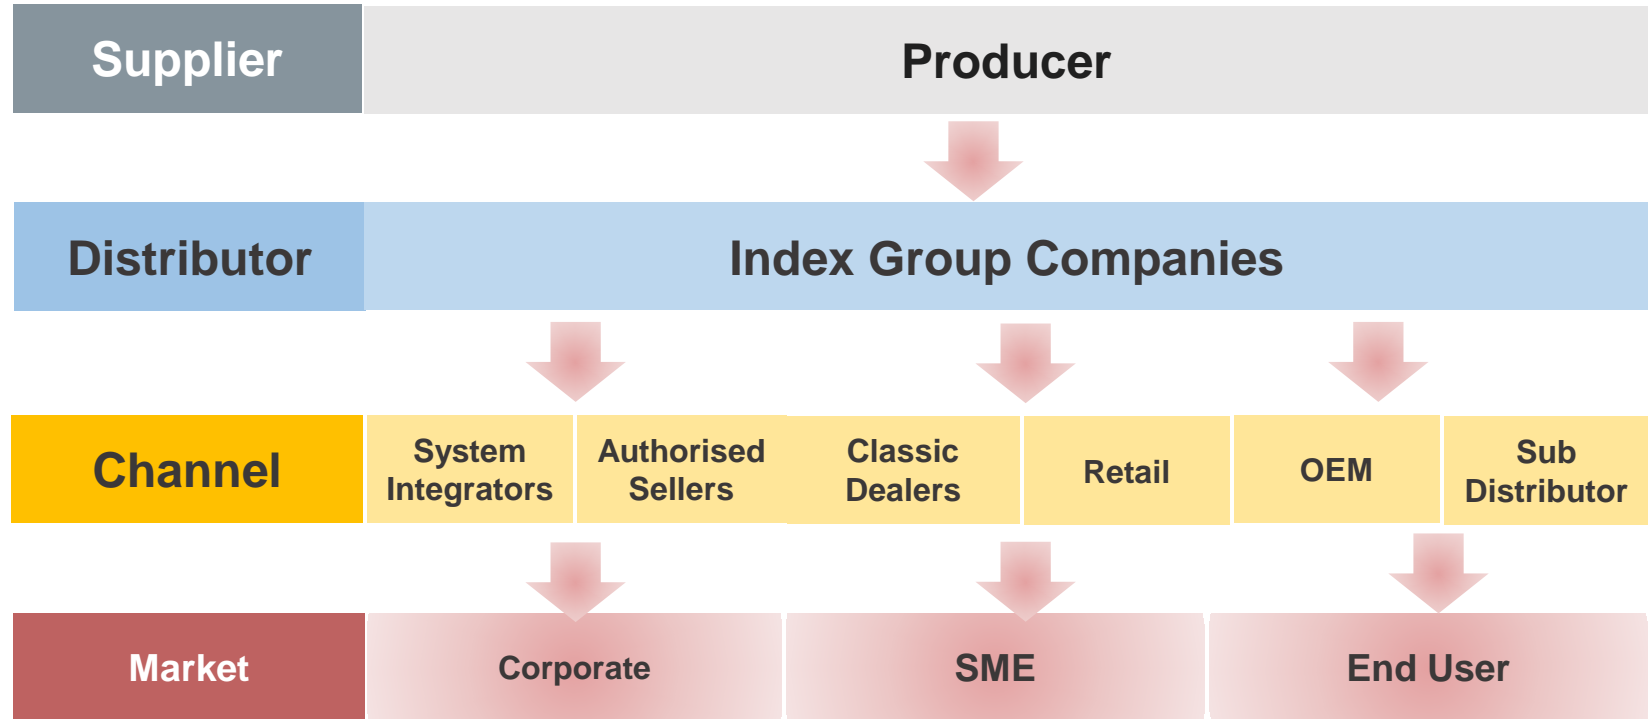 Supplier
Producer
Distributor
Index Group Companies
Channel
System
Integrators
Authorised
Sellers
Classic
Dealers
Retail
OEM
Sub
Distributor
Market
Corporate
SME
End User